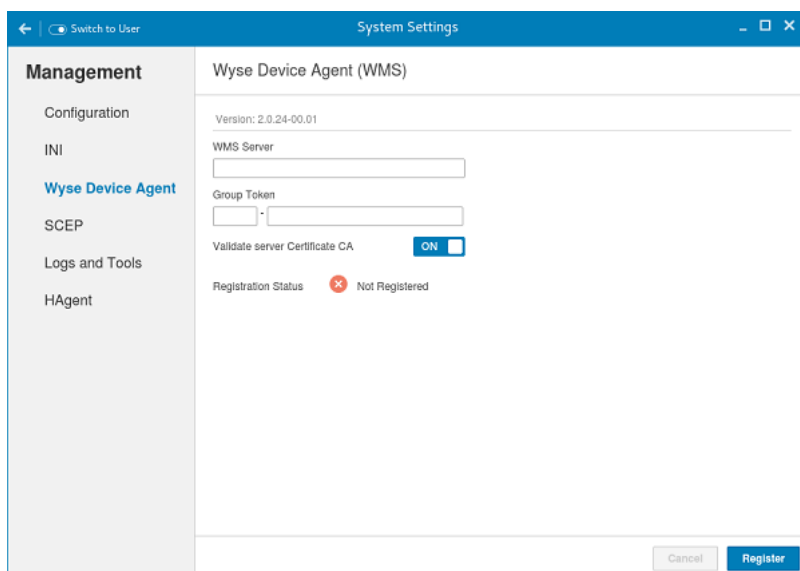 Switch to User
System Settings
Management
Configuration
INI
Wyse Device Agent
SCEP
Logs and Tools
HAgent
Wyse Device Agent (WMS)
Version: 2.0.24-00.01
WMS Server
Group Token
-
Validate server Certificate CA
ON
Registration Status
Not Registered
Cancel
Register